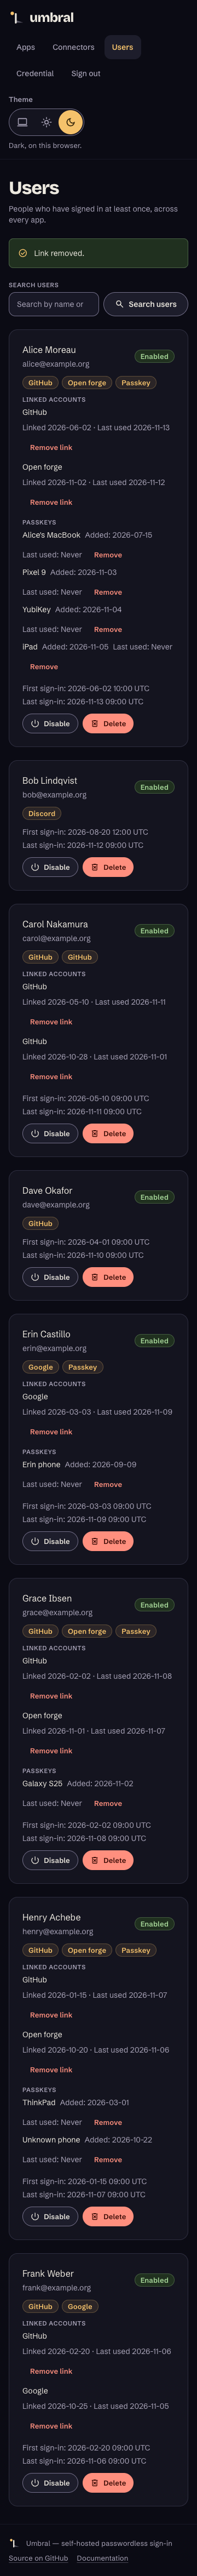 umbral
Apps Connectors Users
Credential Sign out
Theme
Dark, on this browser.
Users
People who have signed in at least once, across
every app.
Link removed.
SEARCH USERS
Search by name or
Search users
Alice Moreau
Enabled
alice@example.org
GitHub Open forge Passkey
LINKED ACCOUNTS
GitHub
Linked 2026-06-02 · Last used 2026-11-13
Remove link
Open forge
Linked 2026-11-02 · Last used 2026-11-12
Remove link
PASSKEYS
Alice's MacBook Added: 2026-07-15
Last used: Never Remove
Pixel 9 Added: 2026-11-03
Last used: Never Remove
YubiKey Added: 2026-11-04
Last used: Never Remove
iPad Added: 2026-11-05 Last used: Never
Remove
First sign-in: 2026-06-02 10:00 UTC
Last sign-in: 2026-11-13 09:00 UTC
Disable Delete
Bob Lindqvist
Enabled
bob@example.org
Discord
First sign-in: 2026-08-20 12:00 UTC
Last sign-in: 2026-11-12 09:00 UTC
Disable Delete
Carol Nakamura
Enabled
carol@example.org
GitHub GitHub
LINKED ACCOUNTS
GitHub
Linked 2026-05-10 · Last used 2026-11-11
Remove link
GitHub
Linked 2026-10-28 · Last used 2026-11-01
Remove link
First sign-in: 2026-05-10 09:00 UTC
Last sign-in: 2026-11-11 09:00 UTC
Disable Delete
Dave Okafor
Enabled
dave@example.org
GitHub
First sign-in: 2026-04-01 09:00 UTC
Last sign-in: 2026-11-10 09:00 UTC
Disable Delete
Erin Castillo
Enabled
erin@example.org
Google Passkey
LINKED ACCOUNTS
Google
Linked 2026-03-03 · Last used 2026-11-09
Remove link
PASSKEYS
Erin phone Added: 2026-09-09
Last used: Never Remove
First sign-in: 2026-03-03 09:00 UTC
Last sign-in: 2026-11-09 09:00 UTC
Disable Delete
Grace Ibsen
Enabled
grace@example.org
GitHub Open forge Passkey
LINKED ACCOUNTS
GitHub
Linked 2026-02-02 · Last used 2026-11-08
Remove link
Open forge
Linked 2026-11-01 · Last used 2026-11-07
Remove link
PASSKEYS
Galaxy S25 Added: 2026-11-02
Last used: Never Remove
First sign-in: 2026-02-02 09:00 UTC
Last sign-in: 2026-11-08 09:00 UTC
Disable Delete
Henry Achebe
Enabled
henry@example.org
GitHub Open forge Passkey
LINKED ACCOUNTS
GitHub
Linked 2026-01-15 · Last used 2026-11-07
Remove link
Open forge
Linked 2026-10-20 · Last used 2026-11-06
Remove link
PASSKEYS
ThinkPad Added: 2026-03-01
Last used: Never Remove
Unknown phone Added: 2026-10-22
Last used: Never Remove
First sign-in: 2026-01-15 09:00 UTC
Last sign-in: 2026-11-07 09:00 UTC
Disable Delete
Frank Weber
Enabled
frank@example.org
GitHub Google
LINKED ACCOUNTS
GitHub
Linked 2026-02-20 · Last used 2026-11-06
Remove link
Google
Linked 2026-10-25 · Last used 2026-11-05
Remove link
First sign-in: 2026-02-20 09:00 UTC
Last sign-in: 2026-11-06 09:00 UTC
Disable Delete
Umbral — self-hosted passwordless sign-in
Source on GitHub Documentation